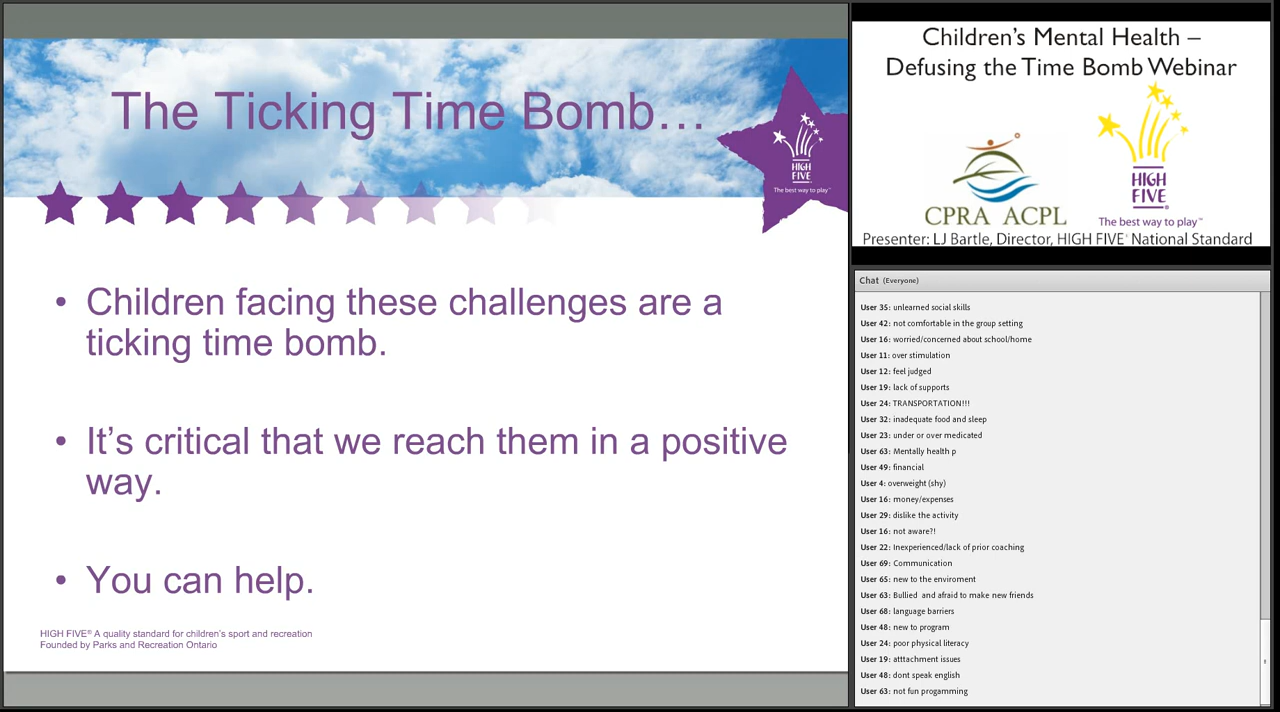 The Ticking Time Bomb…
HIGH
FIVE
The best way to play™
• Children facing these challenges are a
ticking time bomb.
• It’s critical that we reach them in a positive
way.
• You can help.
HIGH FIVE® A quality standard for children’s sport and recreation
Founded by Parks and Recreation Ontario
Children’s Mental Health –
Defusing the Time Bomb Webinar
CPRA ACPL
HIGH
FIVE®
The best way to play™
Presenter: LJ Bartle, Director, HIGH FIVE® National Standard
Chat (Everyone)
User 35: unlearned social skills
User 42: not comfortable in the group setting
User 16: worried/concerned about school/home
User 11: over stimulation
User 12: feel judged
User 19: lack of supports
User 24: TRANSPORTATION!!!
User 32: inadequate food and sleep
User 23: under or over medicated
User 63: Mentally health p
User 49: financial
User 4: overweight (shy)
User 16: money/expenses
User 29: dislike the activity
User 16: not aware?!
User 22: Inexperienced/lack of prior coaching
User 69: Communication
User 65: new to the enviroment
User 63: Bullied  and afraid to make new friends
User 68: language barriers
User 48: new to program
User 24: poor physical literacy
User 19: atttachment issues
User 48: dont speak english
User 63: not fun progamming